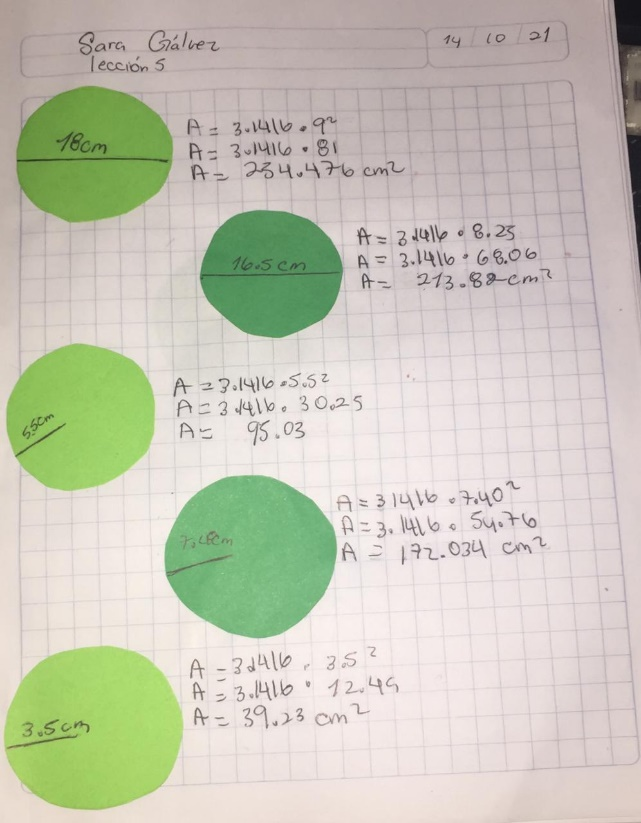 Sara Gálvez
14 / 10 / 21
lección 5
18cm
A = 3.1416 • 9²
A = 3.1416 • 81
A = 254.476 cm²
16.5 cm
A = 3.1416 • 8.25
A = 3.1416 • 68.06
A = 213.82 cm²
5.5cm
A = 3.1416 • 5.5²
A = 3.1416 • 30.25
A = 95.03
A = 3.1416 • 7.40²
A = 3.1416 • 54.76
A = 172.034 cm²
3.5cm
A = 3.1416 • 3.5²
A = 3.1416 •
A = 39.23 cm²